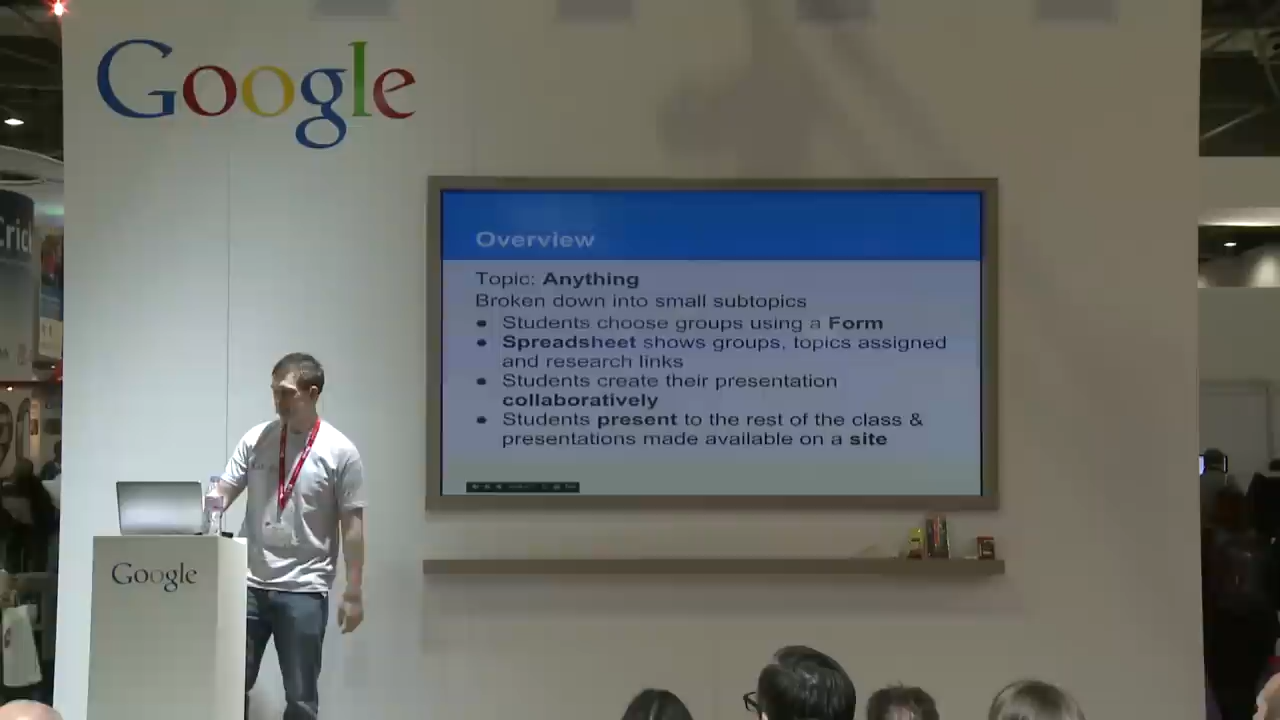 Google
Cric
Overview
Topic: Anything
Broken down into small subtopics
• Students choose groups using a Form
• Spreadsheet shows groups, topics assigned
and research links
• Students create their presentation
collaboratively
• Students present to the rest of the class &
presentations made available on a site
Google